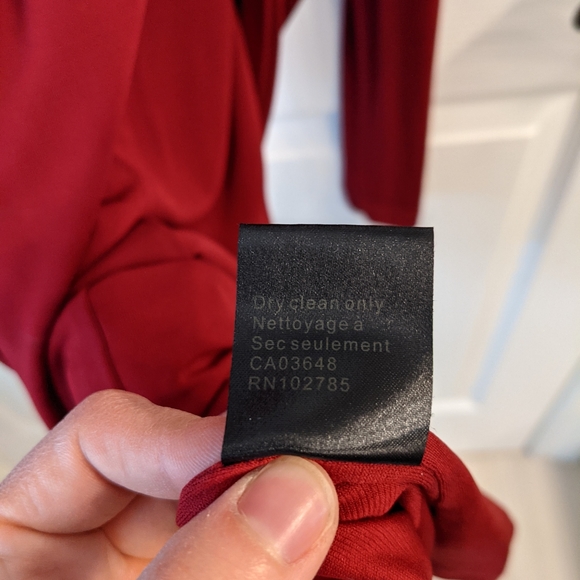 Dry clean only
Nettoyage à
Sec seulement
CA03648
RN102785